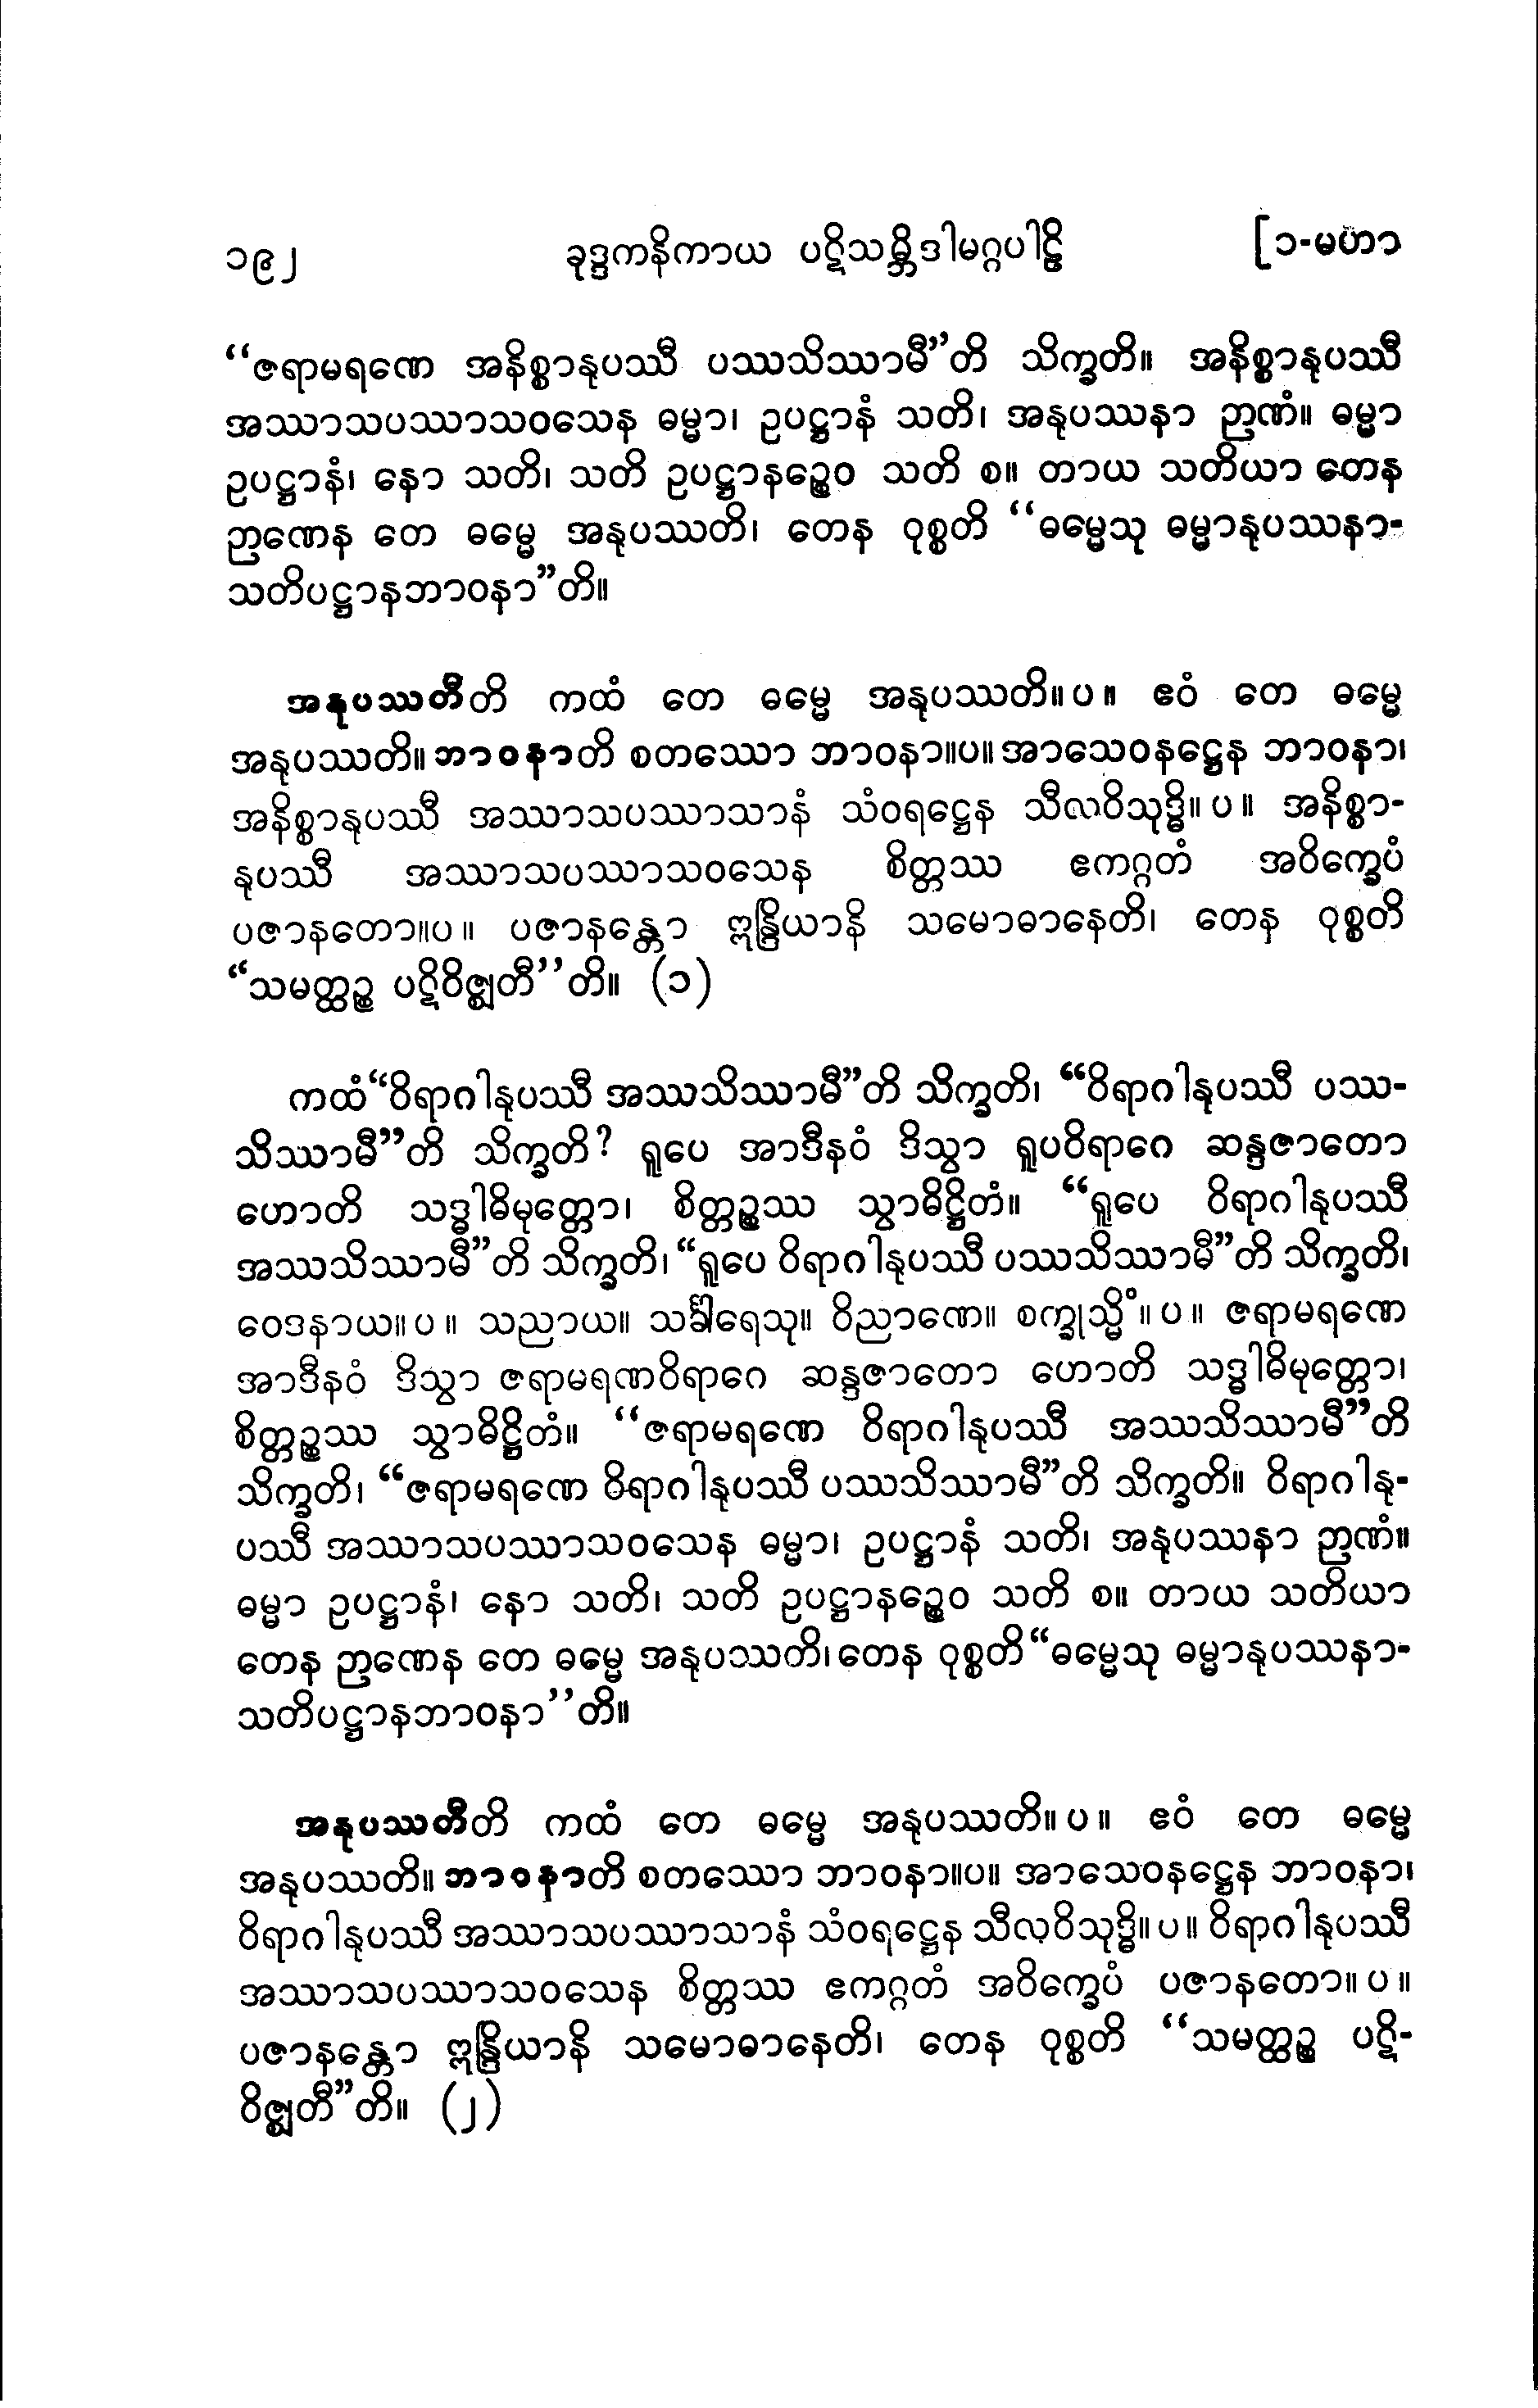 ၁၉၂ ခုဒ္ဒကနိကာယ ပဋိသမ္ဘိဒါမဂ္ဂပါဠိ [၁-မဟာ
‘‘ဇရာမရဏေ အနိစ္စာနုပဿီ ပဿသိဿာမီ”တိ သိက္ခတိ။ အနိစ္စာနုပဿီ
အဿာသပဿာသဝသေန ဓမ္မာ၊ ဥပဋ္ဌာနံ သတိ၊ အနုပဿနာ ဉာဏံ။ ဓမ္မာ
ဥပဋ္ဌာနံ၊ နော သတိ၊ သတိ ဥပဋ္ဌာနဉ္စေဝ သတိ စ။ တာယ သတိယာ တေန
ဉာဏေန တေ ဓမ္မေ အနုပဿတိ၊ တေန ဝုစ္စတိ ‘‘ဓမ္မေသု ဓမ္မာနုပဿနာ-
သတိပဋ္ဌာနဘာဝနာ”တိ။
အနုပဿတီတိ ကထံ တေ ဓမ္မေ အနုပဿတိ။ပ။ ဧဝံ တေ ဓမ္မေ
အနုပဿတိ။ ဘာဝနာတိ စတဿော ဘာဝနာ။ပ။ အာသေဝနဋ္ဌေန ဘာဝနာ၊
အနိစ္စာနုပဿီ အဿာသပဿာသာနံ သံဝရဋ္ဌေန သီလဝိသုဒ္ဓိ။ပ။ အနိစ္စာ-
နုပဿီ အဿာသပဿာသဝသေန စိတ္တဿ ဧကဂ္ဂတံ အဝိက္ခေပံ
ပဇာနတော။ပ။ ပဇာနန္တော ဣန္ဒြိယာနိ သမောဓာနေတိ၊ တေန ဝုစ္စတိ
“သမတ္ထဉ္စ ပဋိဝိဇ္ဈတီ’’တိ။ (၁)
ကထံ“ဝိရာဂါနုပဿီ အဿသိဿာမီ”တိ သိက္ခတိ၊ “ဝိရာဂါနုပဿီ ပဿ-
သိဿာမီ”တိ သိက္ခတိ? ရူပေ အာဒီနဝံ ဒိသွာ ရူပဝိရာဂေ ဆန္ဒဇာတော
ဟောတိ သဒ္ဓါဓိမုတ္တော၊ စိတ္တဉ္စဿ သွာဓိဋ္ဌိတံ။ “ရူပေ ဝိရာဂါနုပဿီ
အဿသိဿာမီ”တိ သိက္ခတိ၊ “ရူပေ ဝိရာဂါနုပဿီ ပဿသိဿာမီ”တိ သိက္ခတိ၊
ဝေဒနာယ။ပ။ သညာယ။ သင်္ခါရေသု။ ဝိညာဏေ။ စက္ခုသ္မိံ။ပ။ ဇရာမရဏေ
အာဒီနဝံ ဒိသွာ ဇရာမရဏဝိရာဂေ ဆန္ဒဇာတော ဟောတိ သဒ္ဓါဓိမုတ္တော၊
စိတ္တဉ္စဿ သွာဓိဋ္ဌိတံ။ ‘‘ဇရာမရဏေ ဝိရာဂါနုပဿီ အဿသိဿာမီ”တိ
သိက္ခတိ၊ “ဇရာမရဏေ ဝိရာဂါနုပဿီ ပဿသိဿာမီ”တိ သိက္ခတိ။ ဝိရာဂါနု-
ပဿီ အဿာသပဿာသဝသေန ဓမ္မာ၊ ဥပဋ္ဌာနံ သတိ၊ အနုပဿနာ ဉာဏံ။
ဓမ္မာ ဥပဋ္ဌာနံ၊ နော သတိ၊ သတိ ဥပဋ္ဌာနဉ္စေဝ သတိ စ။ တာယ သတိယာ
တေန ဉာဏေန တေ ဓမ္မေ အနုပဿတိ၊ တေန ဝုစ္စတိ “ဓမ္မေသု ဓမ္မာနုပဿနာ-
သတိပဋ္ဌာနဘာဝနာ’’တိ။
အနုပဿတီတိ ကထံ တေ ဓမ္မေ အနုပဿတိ။ပ။ ဧဝံ တေ ဓမ္မေ
အနုပဿတိ။ ဘာဝနာတိ စတဿော ဘာဝနာ။ပ။ အာသေဝနဋ္ဌေန ဘာဝနာ၊
ဝိရာဂါနုပဿီ အဿာသပဿာသာနံ သံဝရဋ္ဌေန သီလဝိသုဒ္ဓိ။ပ။ ဝိရာဂါနုပဿီ
အဿာသပဿာသဝသေန စိတ္တဿ ဧကဂ္ဂတံ အဝိက္ခေပံ ပဇာနတော။ပ။
ပဇာနန္တော ဣန္ဒြိယာနိ သမောဓာနေတိ၊ တေန ဝုစ္စတိ ‘‘သမတ္ထဉ္စ ပဋိ-
ဝိဇ္ဈတီ”တိ။ (၂)